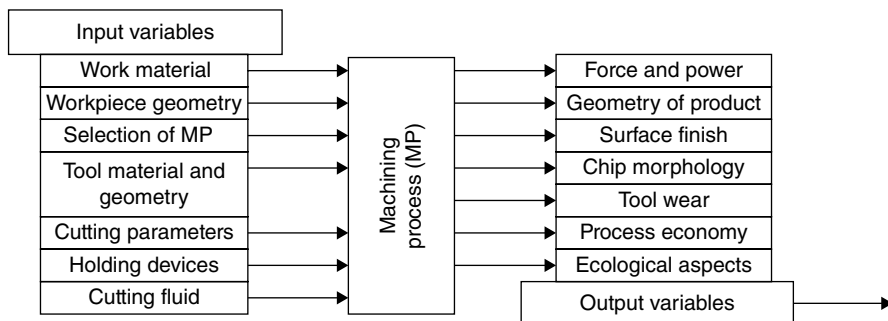 Input variables
Work material
Workpiece geometry
Selection of MP
Tool material and
geometry
Cutting parameters
Holding devices
Cutting fluid
Machining
process (MP)
Force and power
Geometry of product
Surface finish
Chip morphology
Tool wear
Process economy
Ecological aspects
Output variables